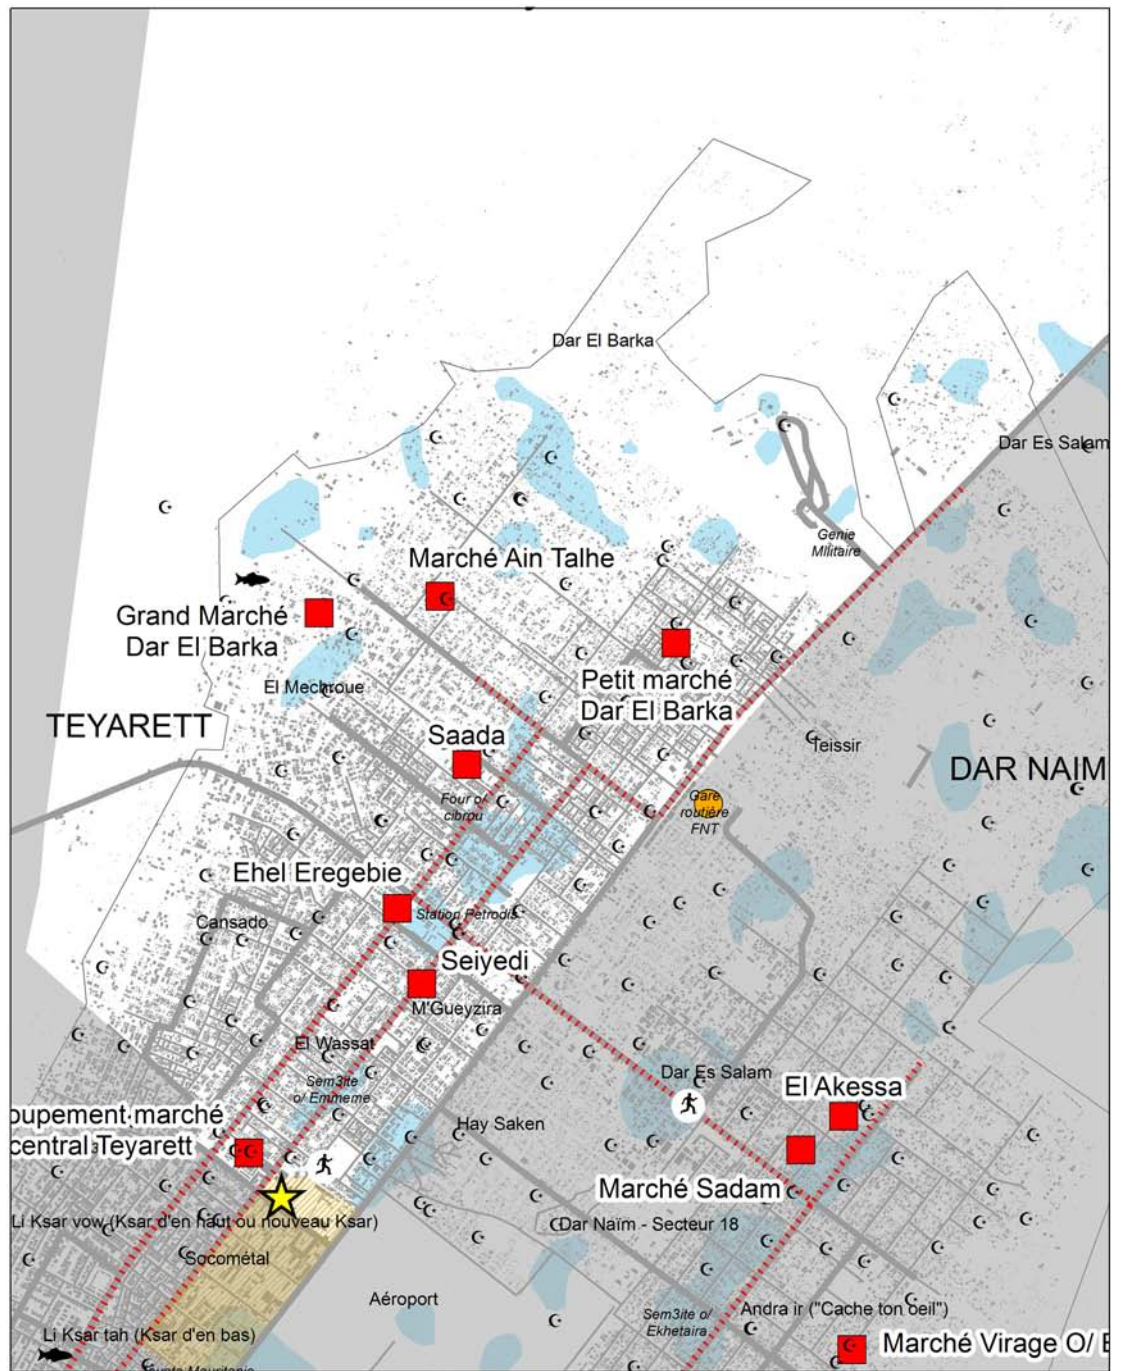 Dar El Barka
Dar Es Salam
Genie
MIlitaire
Marché Ain Talhe
Grand Marché
Dar El Barka
El Mechroue
Petit marché
Dar El Barka
TEYARETT
Saada
Teissir
DAR NAIM
Four o/
cibrou
Gare
routière
FNT
Ehel Eregebie
Station Petrodis
Cansado
Seiyedi
M'Gueyzira
El Wassat
Sem3ite
o/ Emmeme
Dar Es Salam
El Akessa
Hay Saken
oupement marché
central Teyarett
Marché Sadam
Li Ksar vow (Ksar d'en haut ou nouveau Ksar)
Dar Naïm - Secteur 18
Socométal
Aéroport
Andra ir ("Cache ton oeil")
Sem3ite o/
Ekhetaira
Li Ksar tah (Ksar d'en bas)
Marché Virage O/ E